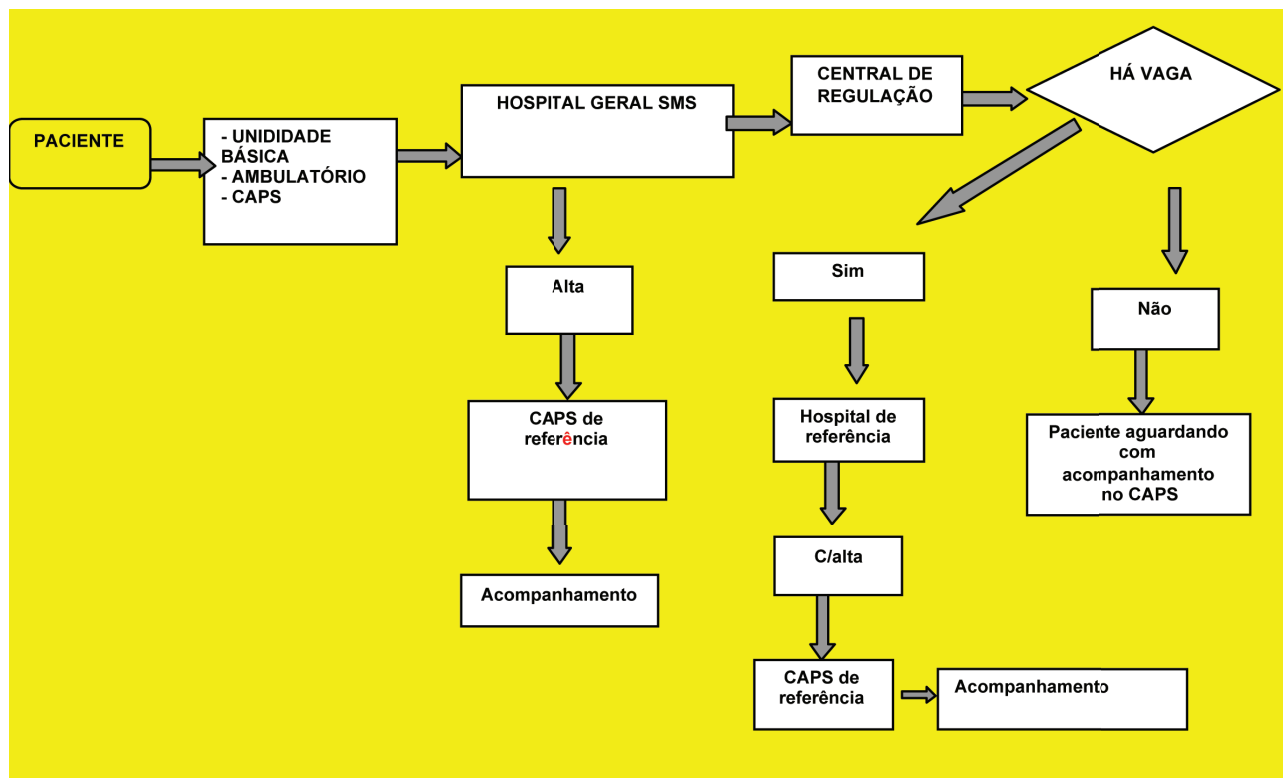 PACIENTE
- UNIDIDADE
BÁSICA
- AMBULATÓRIO
- CAPS
HOSPITAL GERAL SMS
CENTRAL DE
REGULAÇÃO
HÁ VAGA
Alta
CAPS de
referência
Acompanhamento
Sim
Hospital de
referência
C/alta
CAPS de
referência
Acompanhamento
Não
Paciente aguardando
com
acompanhamento
no CAPS